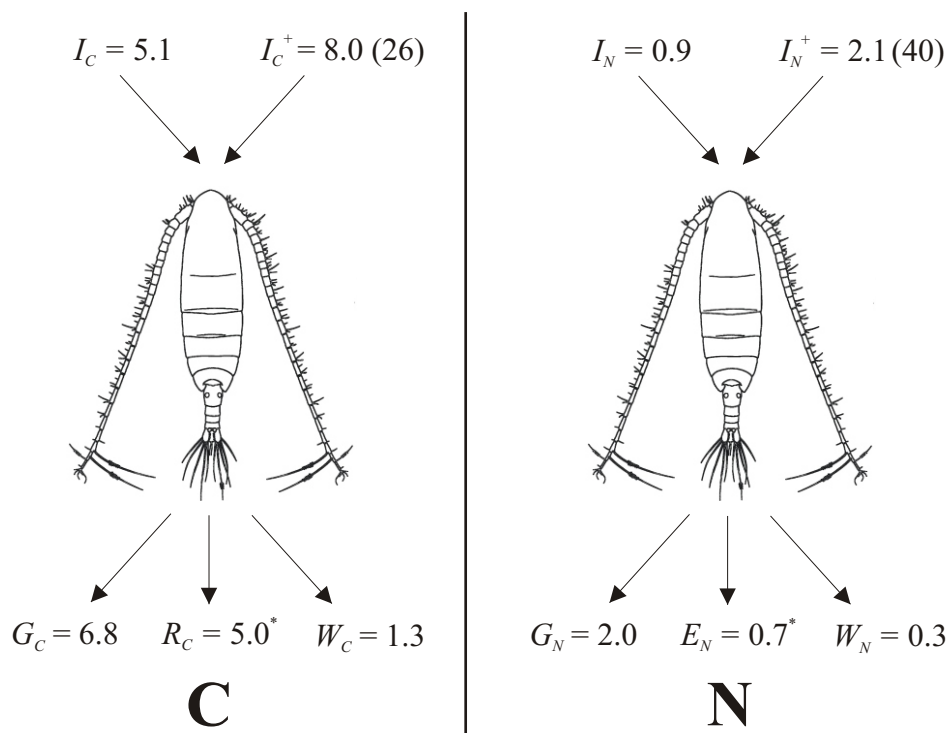 I_C = 5.1 I_C^+ = 8.0 (26) I_N = 0.9 I_N^+ = 2.1 (40)
G_C = 6.8 R_C = 5.0* W_C = 1.3 G_N = 2.0 E_N = 0.7* W_N = 0.3
C N